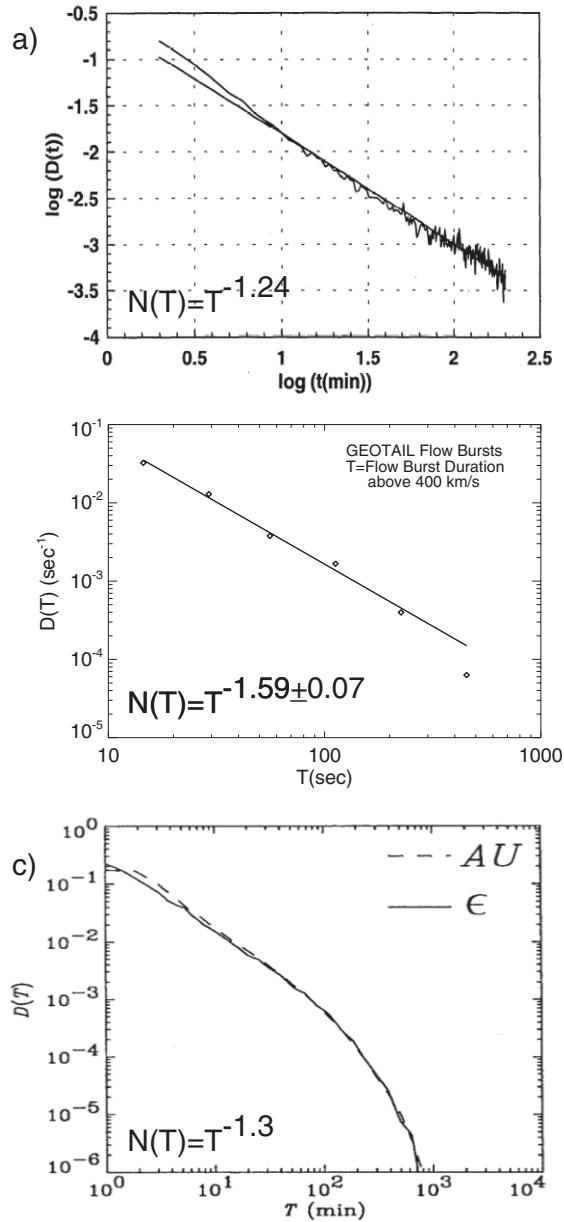 a)
-0.5
-1
-1.5
-2
-2.5
-3
-3.5
-4
log (D(t))
N(T)=T^-1.24
0 0.5 1 1.5 2 2.5
log (t(min))
10^-1
10^-2
10^-3
10^-4
10^-5
D(T) (sec^-1)
GEOTAIL Flow Bursts
T=Flow Burst Duration
above 400 km/s
N(T)=T^-1.59±0.07
10 100 1000
T(sec)
c)
10^0
10^-1
10^-2
10^-3
10^-4
10^-5
10^-6
D(T)
AU
ϵ
N(T)=T^-1.3
10^0 10^1 10^2 10^3 10^4
T (min)